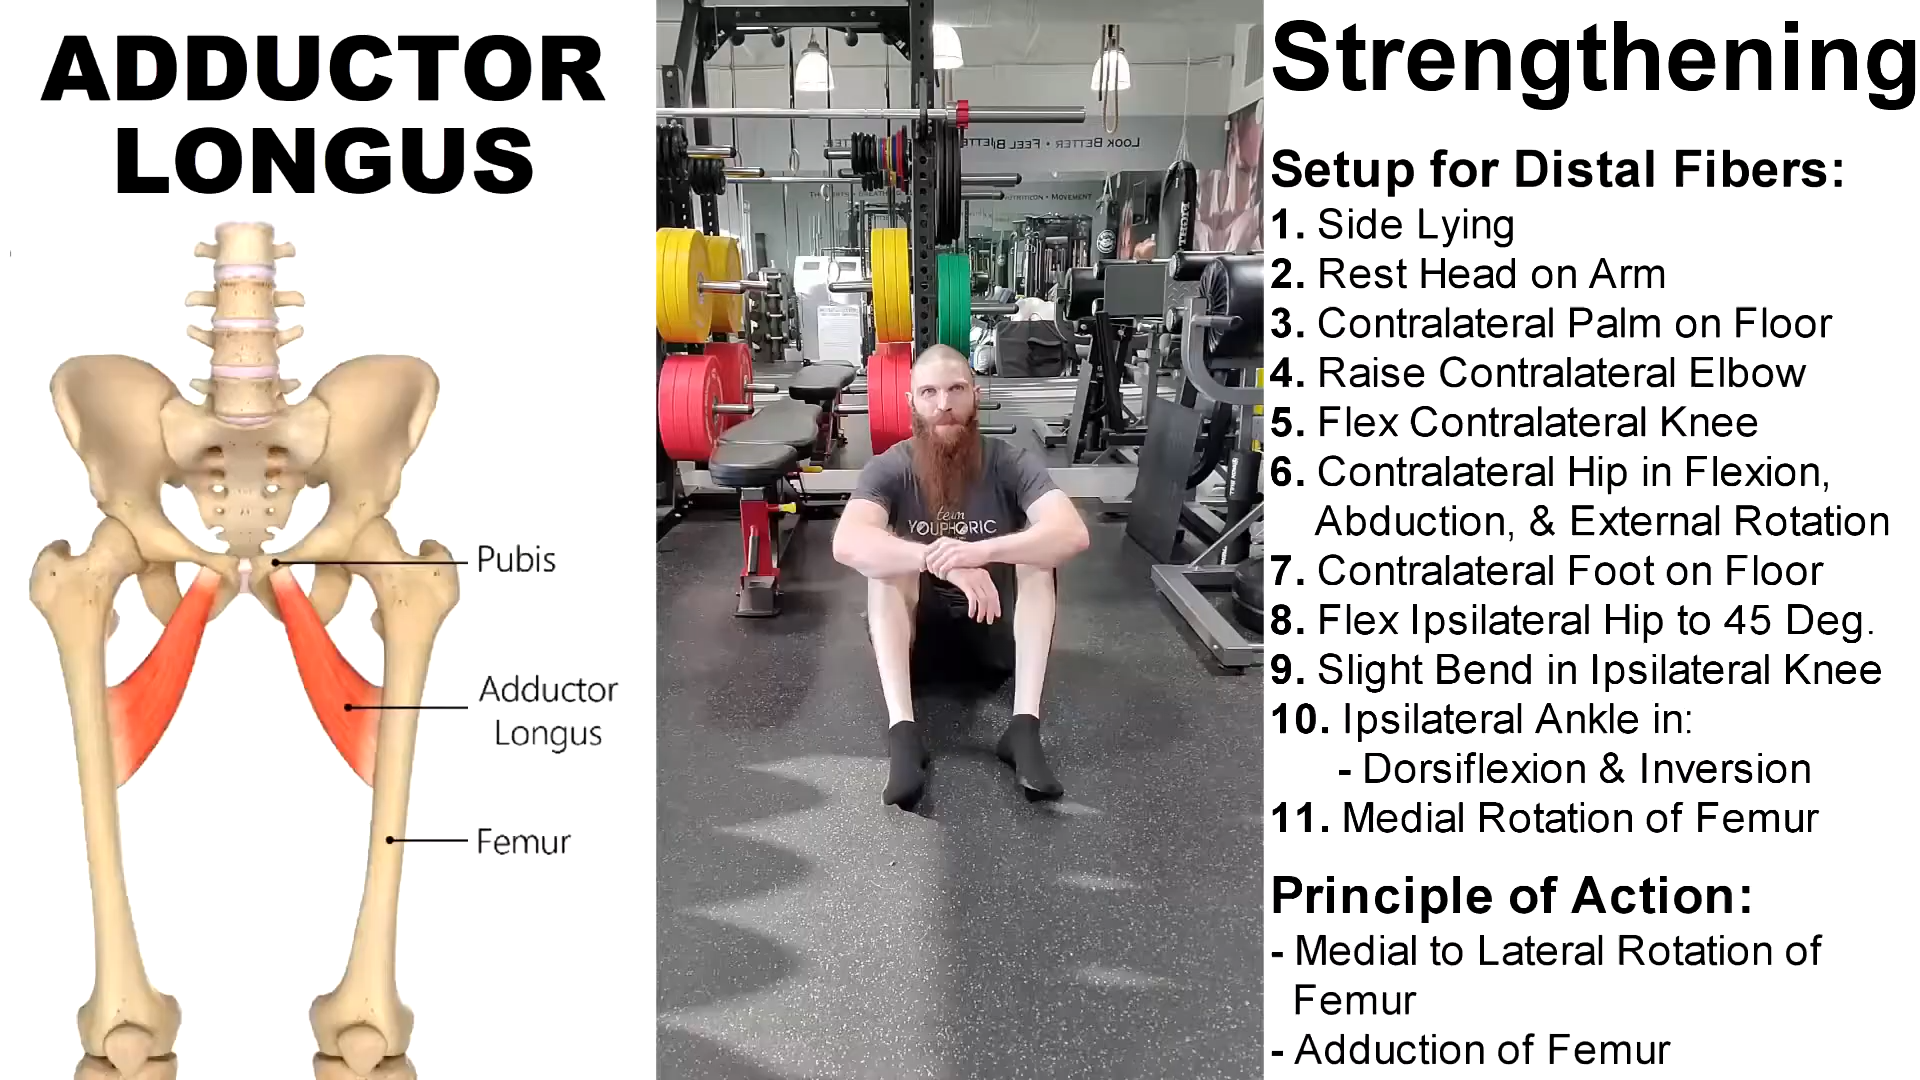 ADDUCTOR
LONGUS
Pubis
Adductor
Longus
Femur
LOOK BETTER • FEEL
MOVEMENT
team
YOUPHORIC
Strengthening
Setup for Distal Fibers:
1. Side Lying
2. Rest Head on Arm
3. Contralateral Palm on Floor
4. Raise Contralateral Elbow
5. Flex Contralateral Knee
6. Contralateral Hip in Flexion,
Abduction, & External Rotation
7. Contralateral Foot on Floor
8. Flex Ipsilateral Hip to 45 Deg.
9. Slight Bend in Ipsilateral Knee
10. Ipsilateral Ankle in:
- Dorsiflexion & Inversion
11. Medial Rotation of Femur
Principle of Action:
- Medial to Lateral Rotation of
Femur
- Adduction of Femur